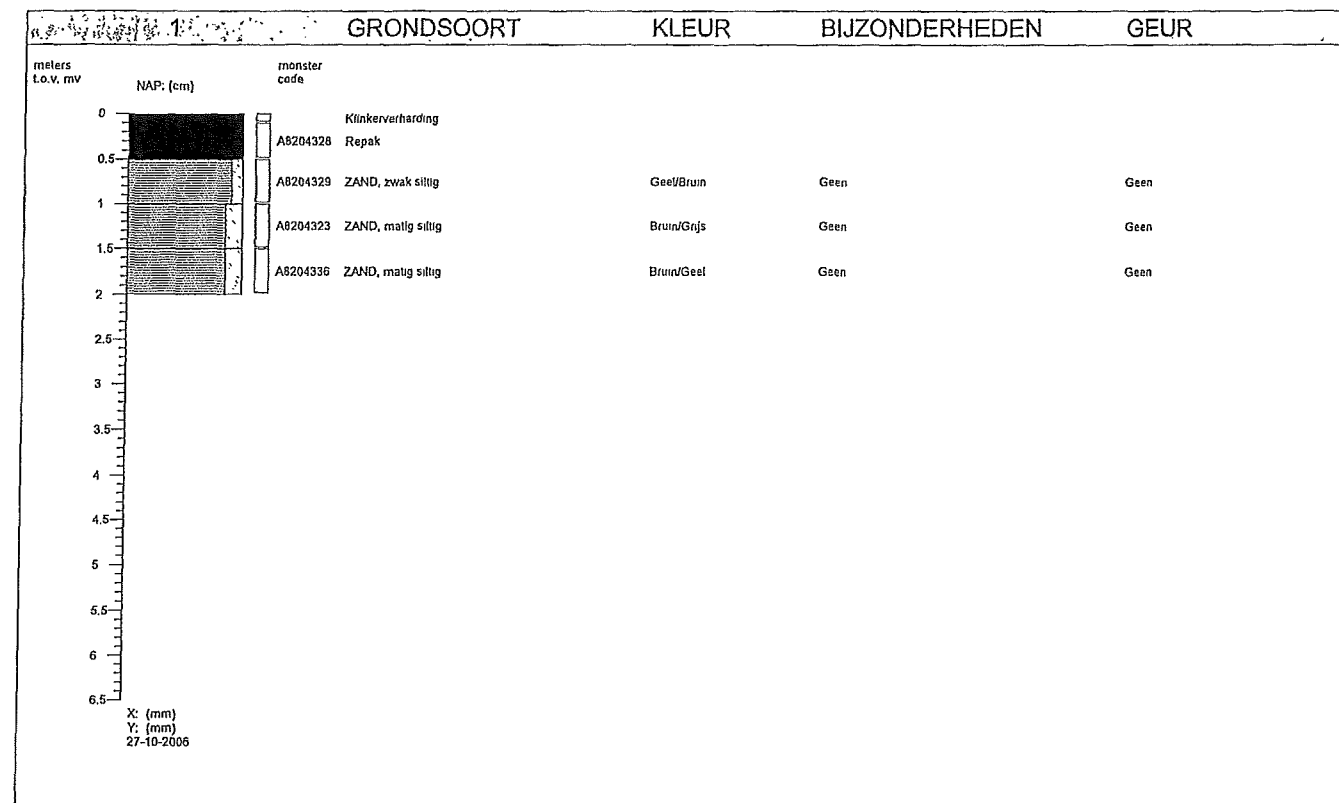 1 GRONDSOORT KLEUR BIJZONDERHEDEN GEUR
meters monster
t.o.v. mv NAP: (cm) code
0 Klinkerverharding
A8204328 Repak
0.5
A8204329 ZAND, zwak siltig Geel/Bruin Geen Geen
1
A8204323 ZAND, matig siltig Bruin/Grijs Geen Geen
1.5
A8204336 ZAND, matig siltig Bruin/Geel Geen Geen
2
2.5
3
3.5
4
4.5
5
5.5
6
6.5
X: (mm)
Y: (mm)
27-10-2006